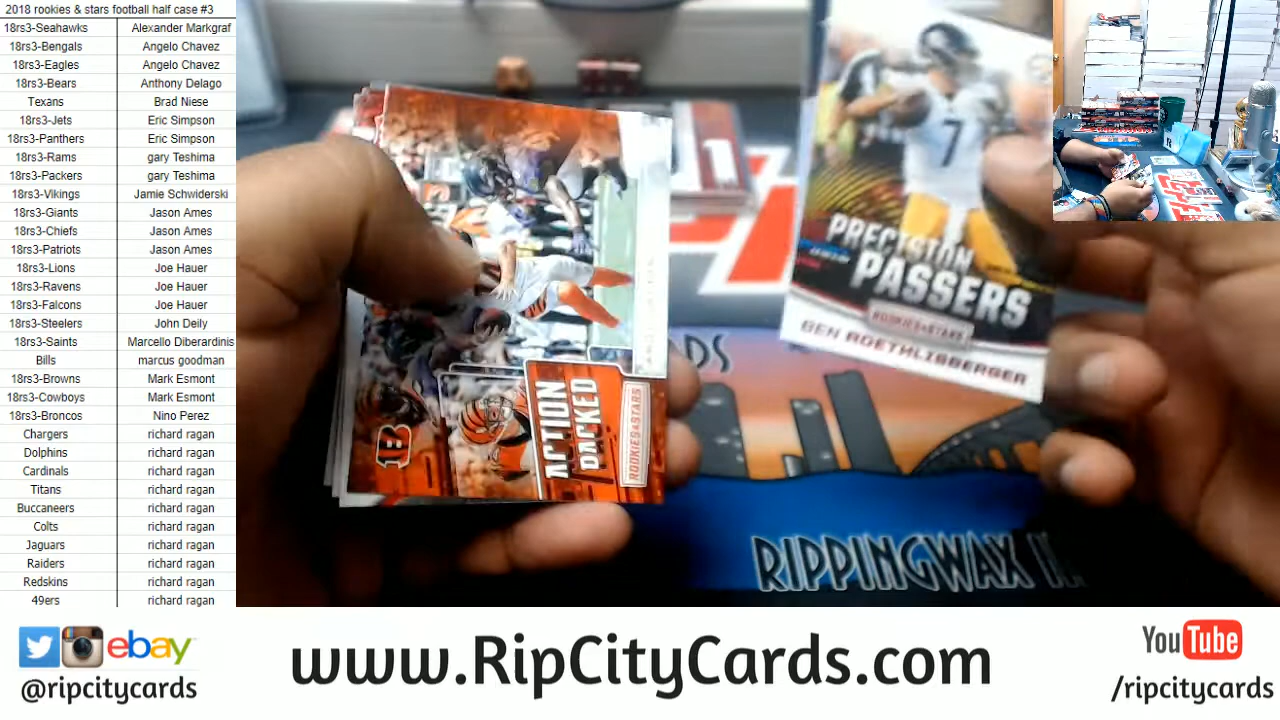 2018 rookies & stars football half case #3
18rs3-Seahawks Alexander Markgraf
18rs3-Bengals Angelo Chavez
18rs3-Eagles Angelo Chavez
18rs3-Bears Anthony Delago
Texans Brad Niese
18rs3-Jets Eric Simpson
18rs3-Panthers Eric Simpson
18rs3-Rams gary Teshima
18rs3-Packers gary Teshima
18rs3-Vikings Jamie Schwiderski
18rs3-Giants Jason Ames
18rs3-Chiefs Jason Ames
18rs3-Patriots Jason Ames
18rs3-Lions Joe Hauer
18rs3-Ravens Joe Hauer
18rs3-Falcons Joe Hauer
18rs3-Steelers John Deily
18rs3-Saints Marcello Diberardinis
Bills marcus goodman
18rs3-Browns Mark Esmont
18rs3-Cowboys Mark Esmont
18rs3-Broncos Nino Perez
Chargers richard ragan
Dolphins richard ragan
Cardinals richard ragan
Titans richard ragan
Buccaneers richard ragan
Colts richard ragan
Jaguars richard ragan
Raiders richard ragan
Redskins richard ragan
49ers richard ragan
7
PRECISION
PASSERS
ROOKIES & STARS
BEN ROETHLISBERGER
ACTION
PACKED
ROOKIES & STARS
RIPPINGWAX
ebay
@ripcitycards
www.RipCityCards.com
YouTube
/ripcitycards